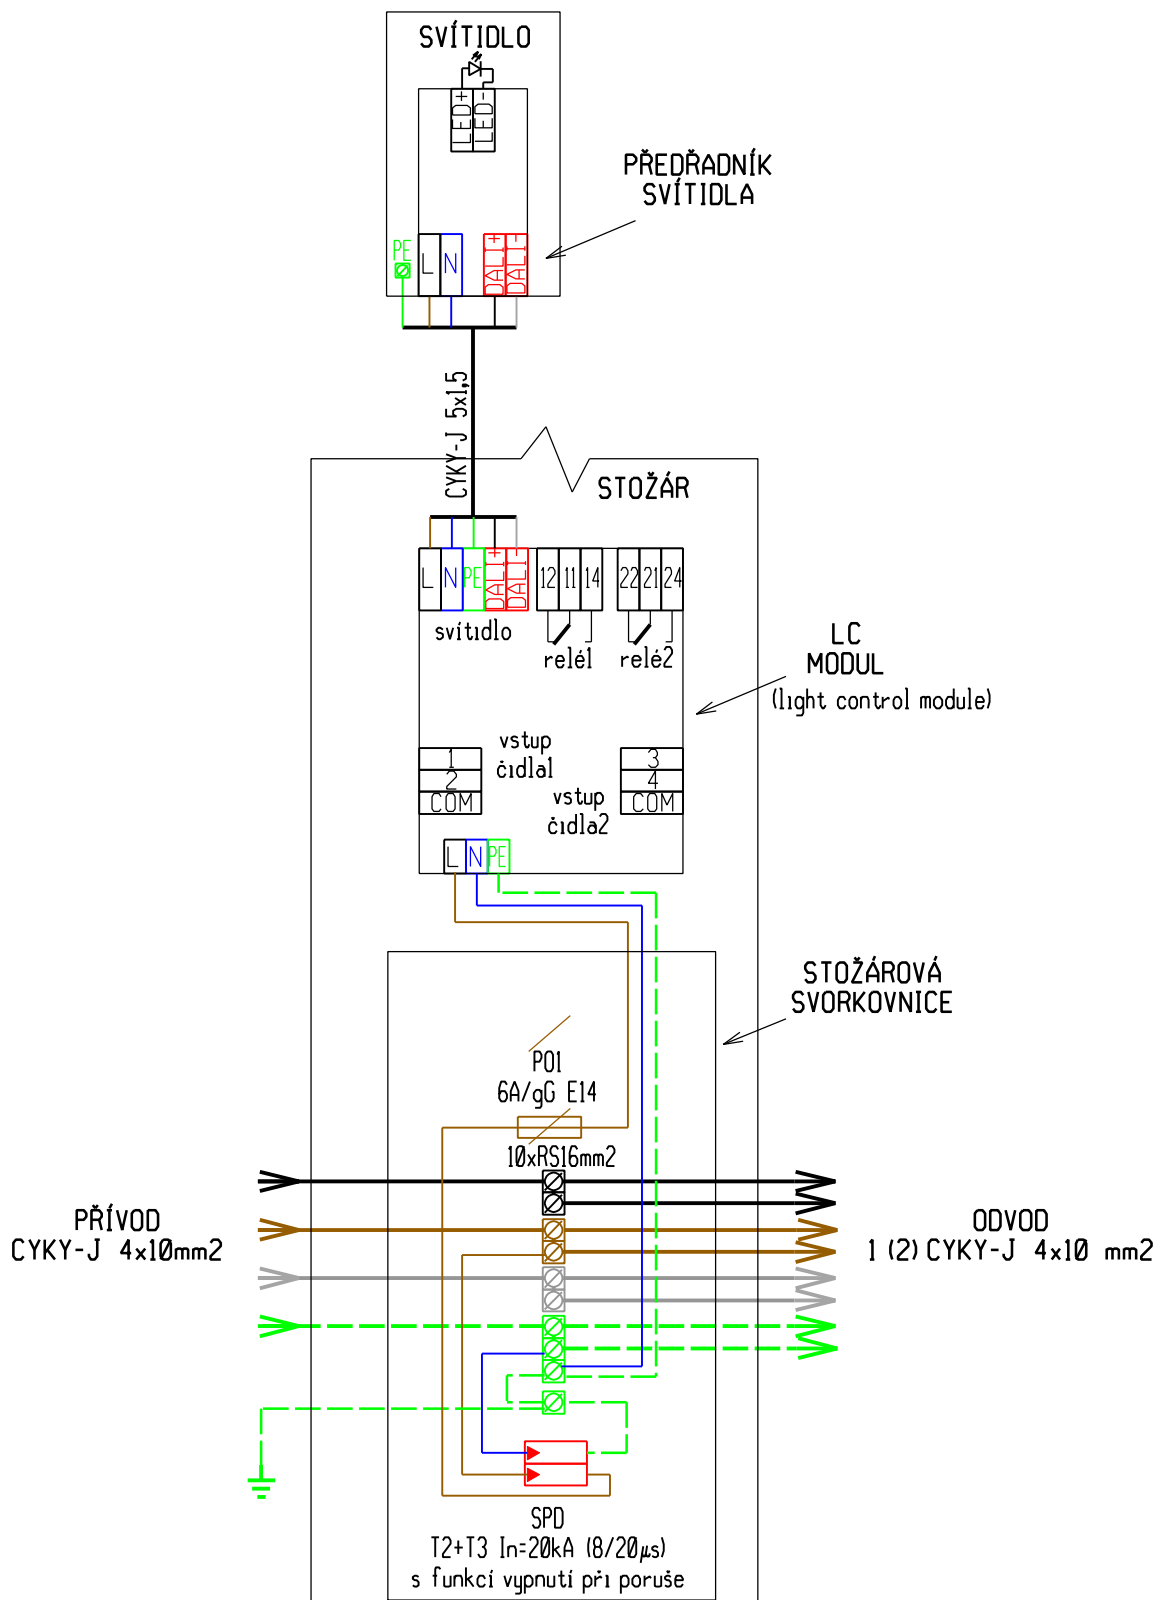 SVÍTIDLO
LED+
LED-
PŘEDŘADNÍK
SVÍTIDLA
PE
L
N
DALI+
DALI-
CYKY-J 5x1,5
STOŽÁR
L
N
PE
DALI+
DALI-
12
11
14
22
21
24
svítidlo
relé1
relé2
LC
MODUL
(light control module)
1
2
COM
vstup
čidla1
3
4
COM
vstup
čidla2
L
N
PE
STOŽÁROVÁ
SVORKOVNICE
PO1
6A/gG E14
10xRS16mm2
PŘÍVOD
CYKY-J 4x10mm2
ODVOD
1 (2) CYKY-J 4x10 mm2
SPD
T2+T3 In=20kA (8/20µs)
s funkcí vypnutí při poruše